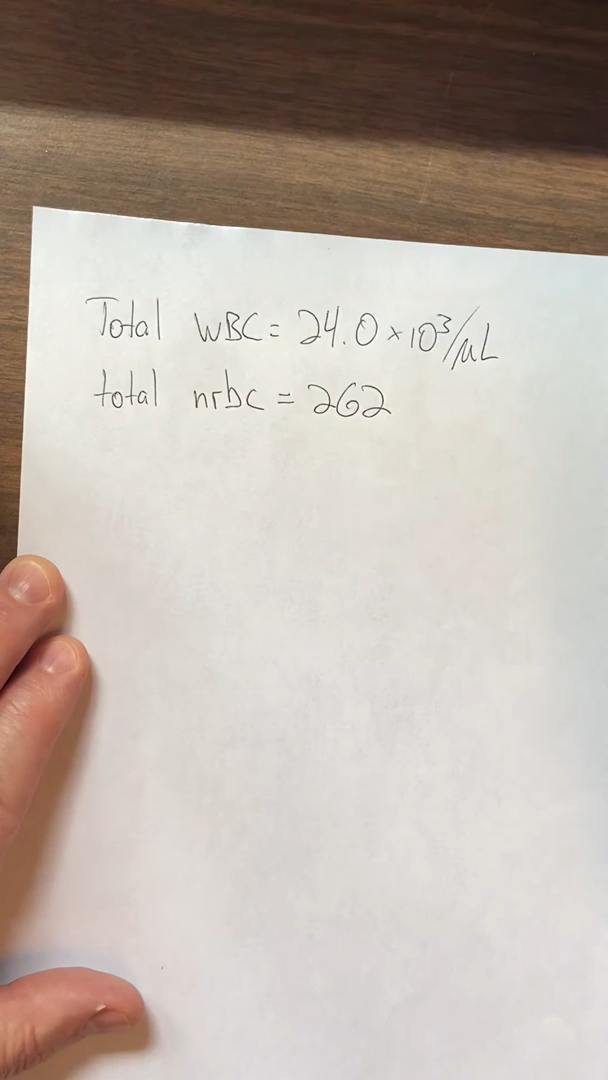 Total WBC = 24.0 × 10³/µL
total nrbc = 262